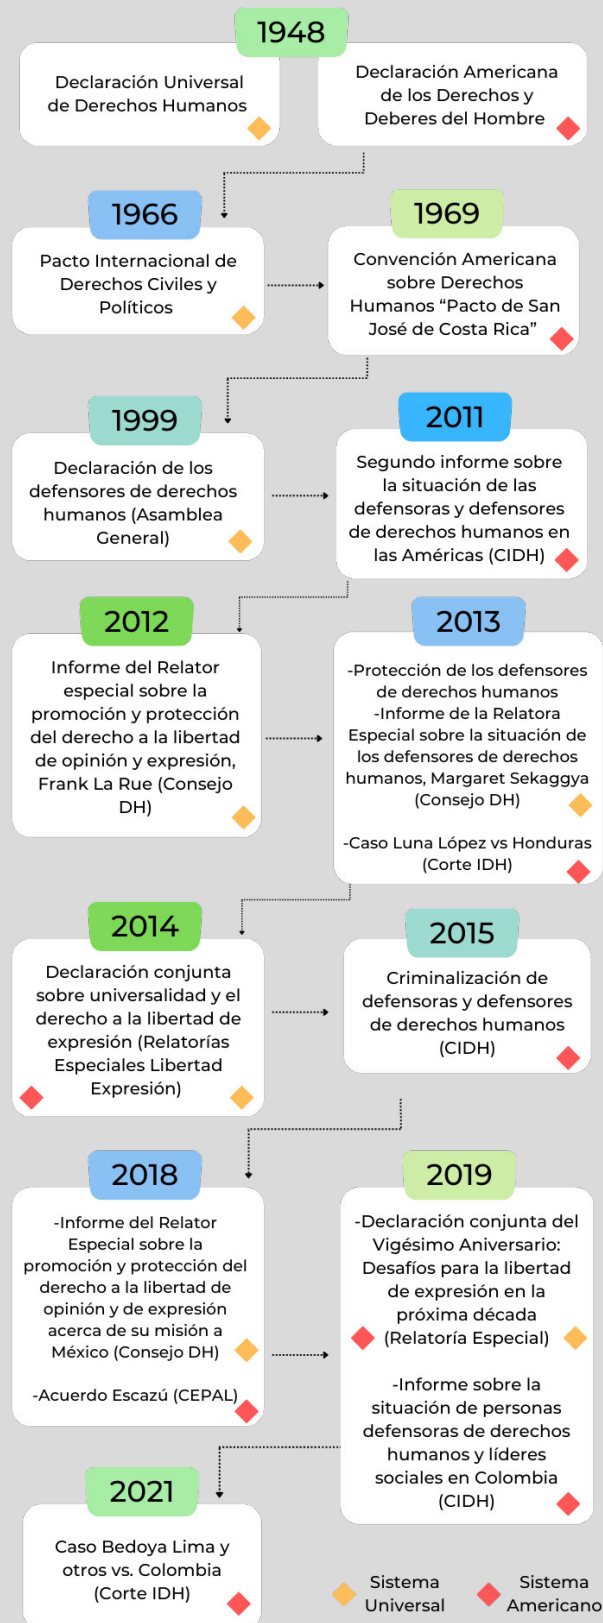 1948
Declaración Universal
de Derechos Humanos
Declaración Americana
de los Derechos y
Deberes del Hombre
1966
Pacto Internacional de
Derechos Civiles y
Políticos
1969
Convención Americana
sobre Derechos
Humanos “Pacto de San
José de Costa Rica”
1999
Declaración de los
defensores de derechos
humanos (Asamblea
General)
2011
Segundo informe sobre
la situación de las
defensoras y defensores
de derechos humanos en
las Américas (CIDH)
2012
Informe del Relator
especial sobre la
promoción y protección
del derecho a la libertad
de opinión y expresión,
Frank La Rue (Consejo
DH)
2013
-Protección de los defensores
de derechos humanos
-Informe de la Relatora
Especial sobre la situación de
los defensores de derechos
humanos, Margaret Sekaggya
(Consejo DH)
-Caso Luna López vs Honduras
(Corte IDH)
2014
Declaración conjunta
sobre universalidad y el
derecho a la libertad de
expresión (Relatorías
Especiales Libertad
Expresión)
2015
Criminalización de
defensoras y defensores
de derechos humanos
(CIDH)
2018
-Informe del Relator
Especial sobre la
promoción y protección del
derecho a la libertad de
opinión y de expresión
acerca de su misión a
México (Consejo DH)
-Acuerdo Escazú (CEPAL)
2019
-Declaración conjunta del
Vigésimo Aniversario:
Desafíos para la libertad
de expresión en la
próxima década
(Relatoría Especial)
-Informe sobre la
situación de personas
defensoras de derechos
humanos y líderes
sociales en Colombia
(CIDH)
2021
Caso Bedoya Lima y
otros vs. Colombia
(Corte IDH)
Sistema
Universal
Sistema
Americano